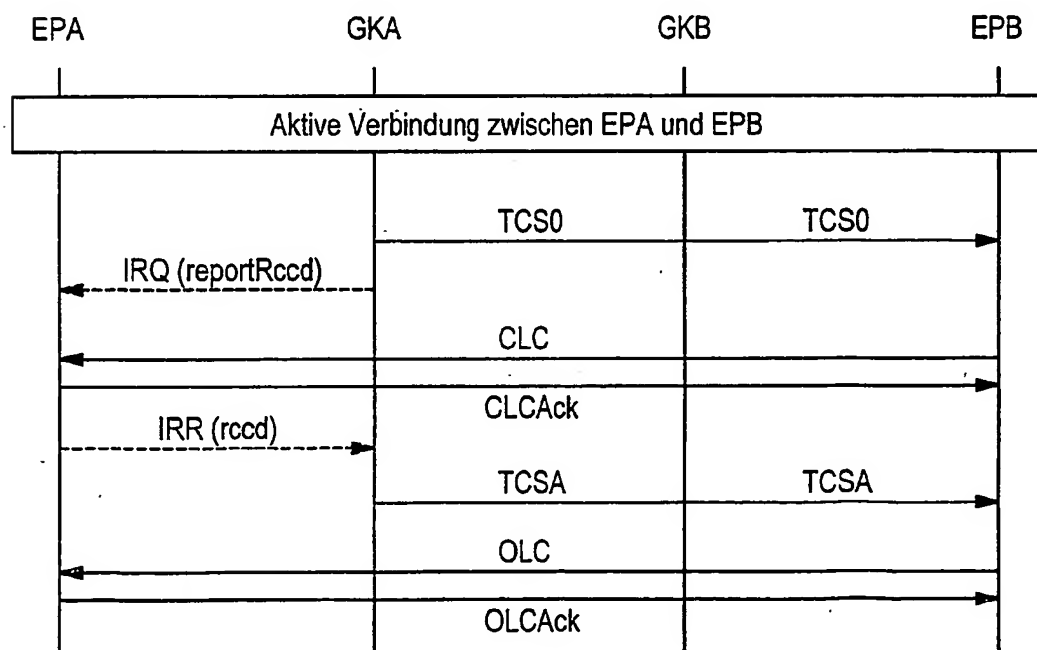 EPA GKA GKB EPB
Aktive Verbindung zwischen EPA und EPB
TCS0 TCS0
IRQ (reportRccd)
CLC
CLCAck
IRR (rccd)
TCSA TCSA
OLC
OLCAck